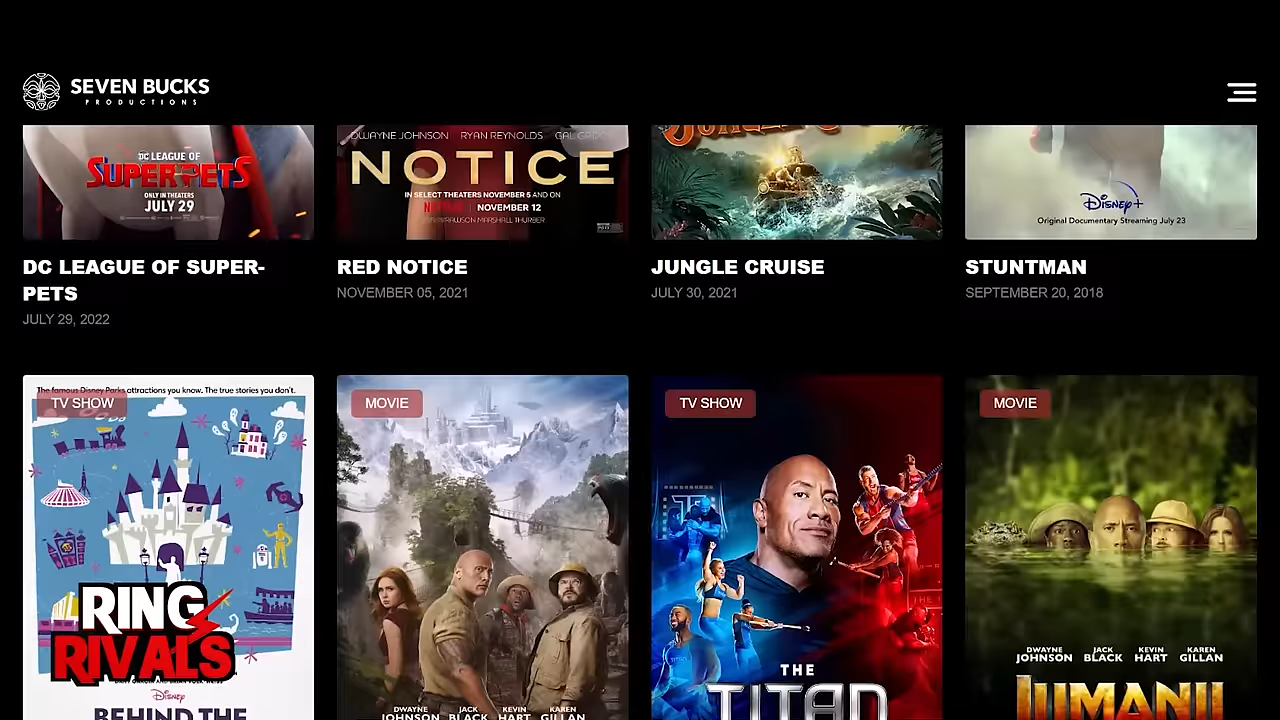 SEVEN BUCKS
PRODUCTIONS
DC LEAGUE OF
SUPER-PETS
ONLY IN THEATERS
JULY 29
DWAYNE JOHNSON RYAN REYNOLDS GAL
NOTICE
IN SELECT THEATERS NOVEMBER 5 AND ON
NOVEMBER 12
RAWSON MARSHALL THURBER
Disney+
Original Documentary Streaming July 23
DC LEAGUE OF SUPER-
PETS
JULY 29, 2022
RED NOTICE
NOVEMBER 05, 2021
JUNGLE CRUISE
JULY 30, 2021
STUNTMAN
SEPTEMBER 20, 2018
The famous Disney Parks attractions you know. The true stories you don't.
TV SHOW
RING
RIVALS
Disney
BEHIND THE
MOVIE
DWAYNE JOHNSON
JACK BLACK
KEVIN HART
KAREN GILLAN
TV SHOW
THE
TITAN
MOVIE
DWAYNE JOHNSON
JACK BLACK
KEVIN HART
KAREN GILLAN
JUMANJI